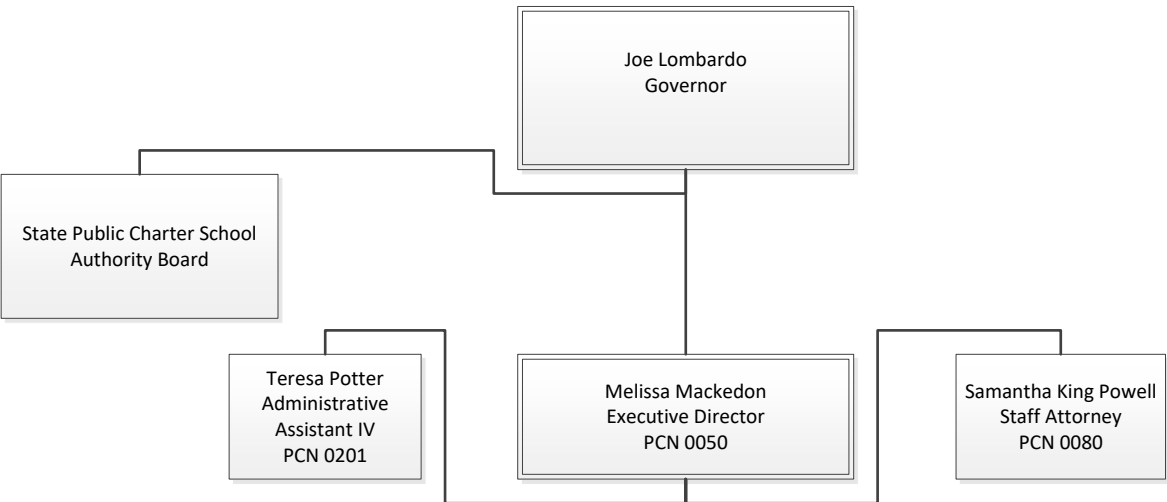 Joe Lombardo
Governor
State Public Charter School
Authority Board
Teresa Potter
Administrative
Assistant IV
PCN 0201
Melissa Mackedon
Executive Director
PCN 0050
Samantha King Powell
Staff Attorney
PCN 0080